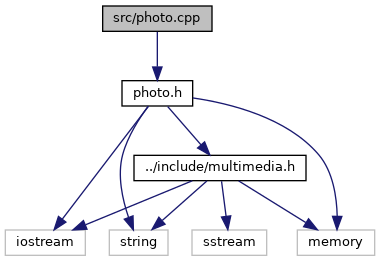 src/photo.cpp
photo.h
../include/multimedia.h
iostream
string
sstream
memory